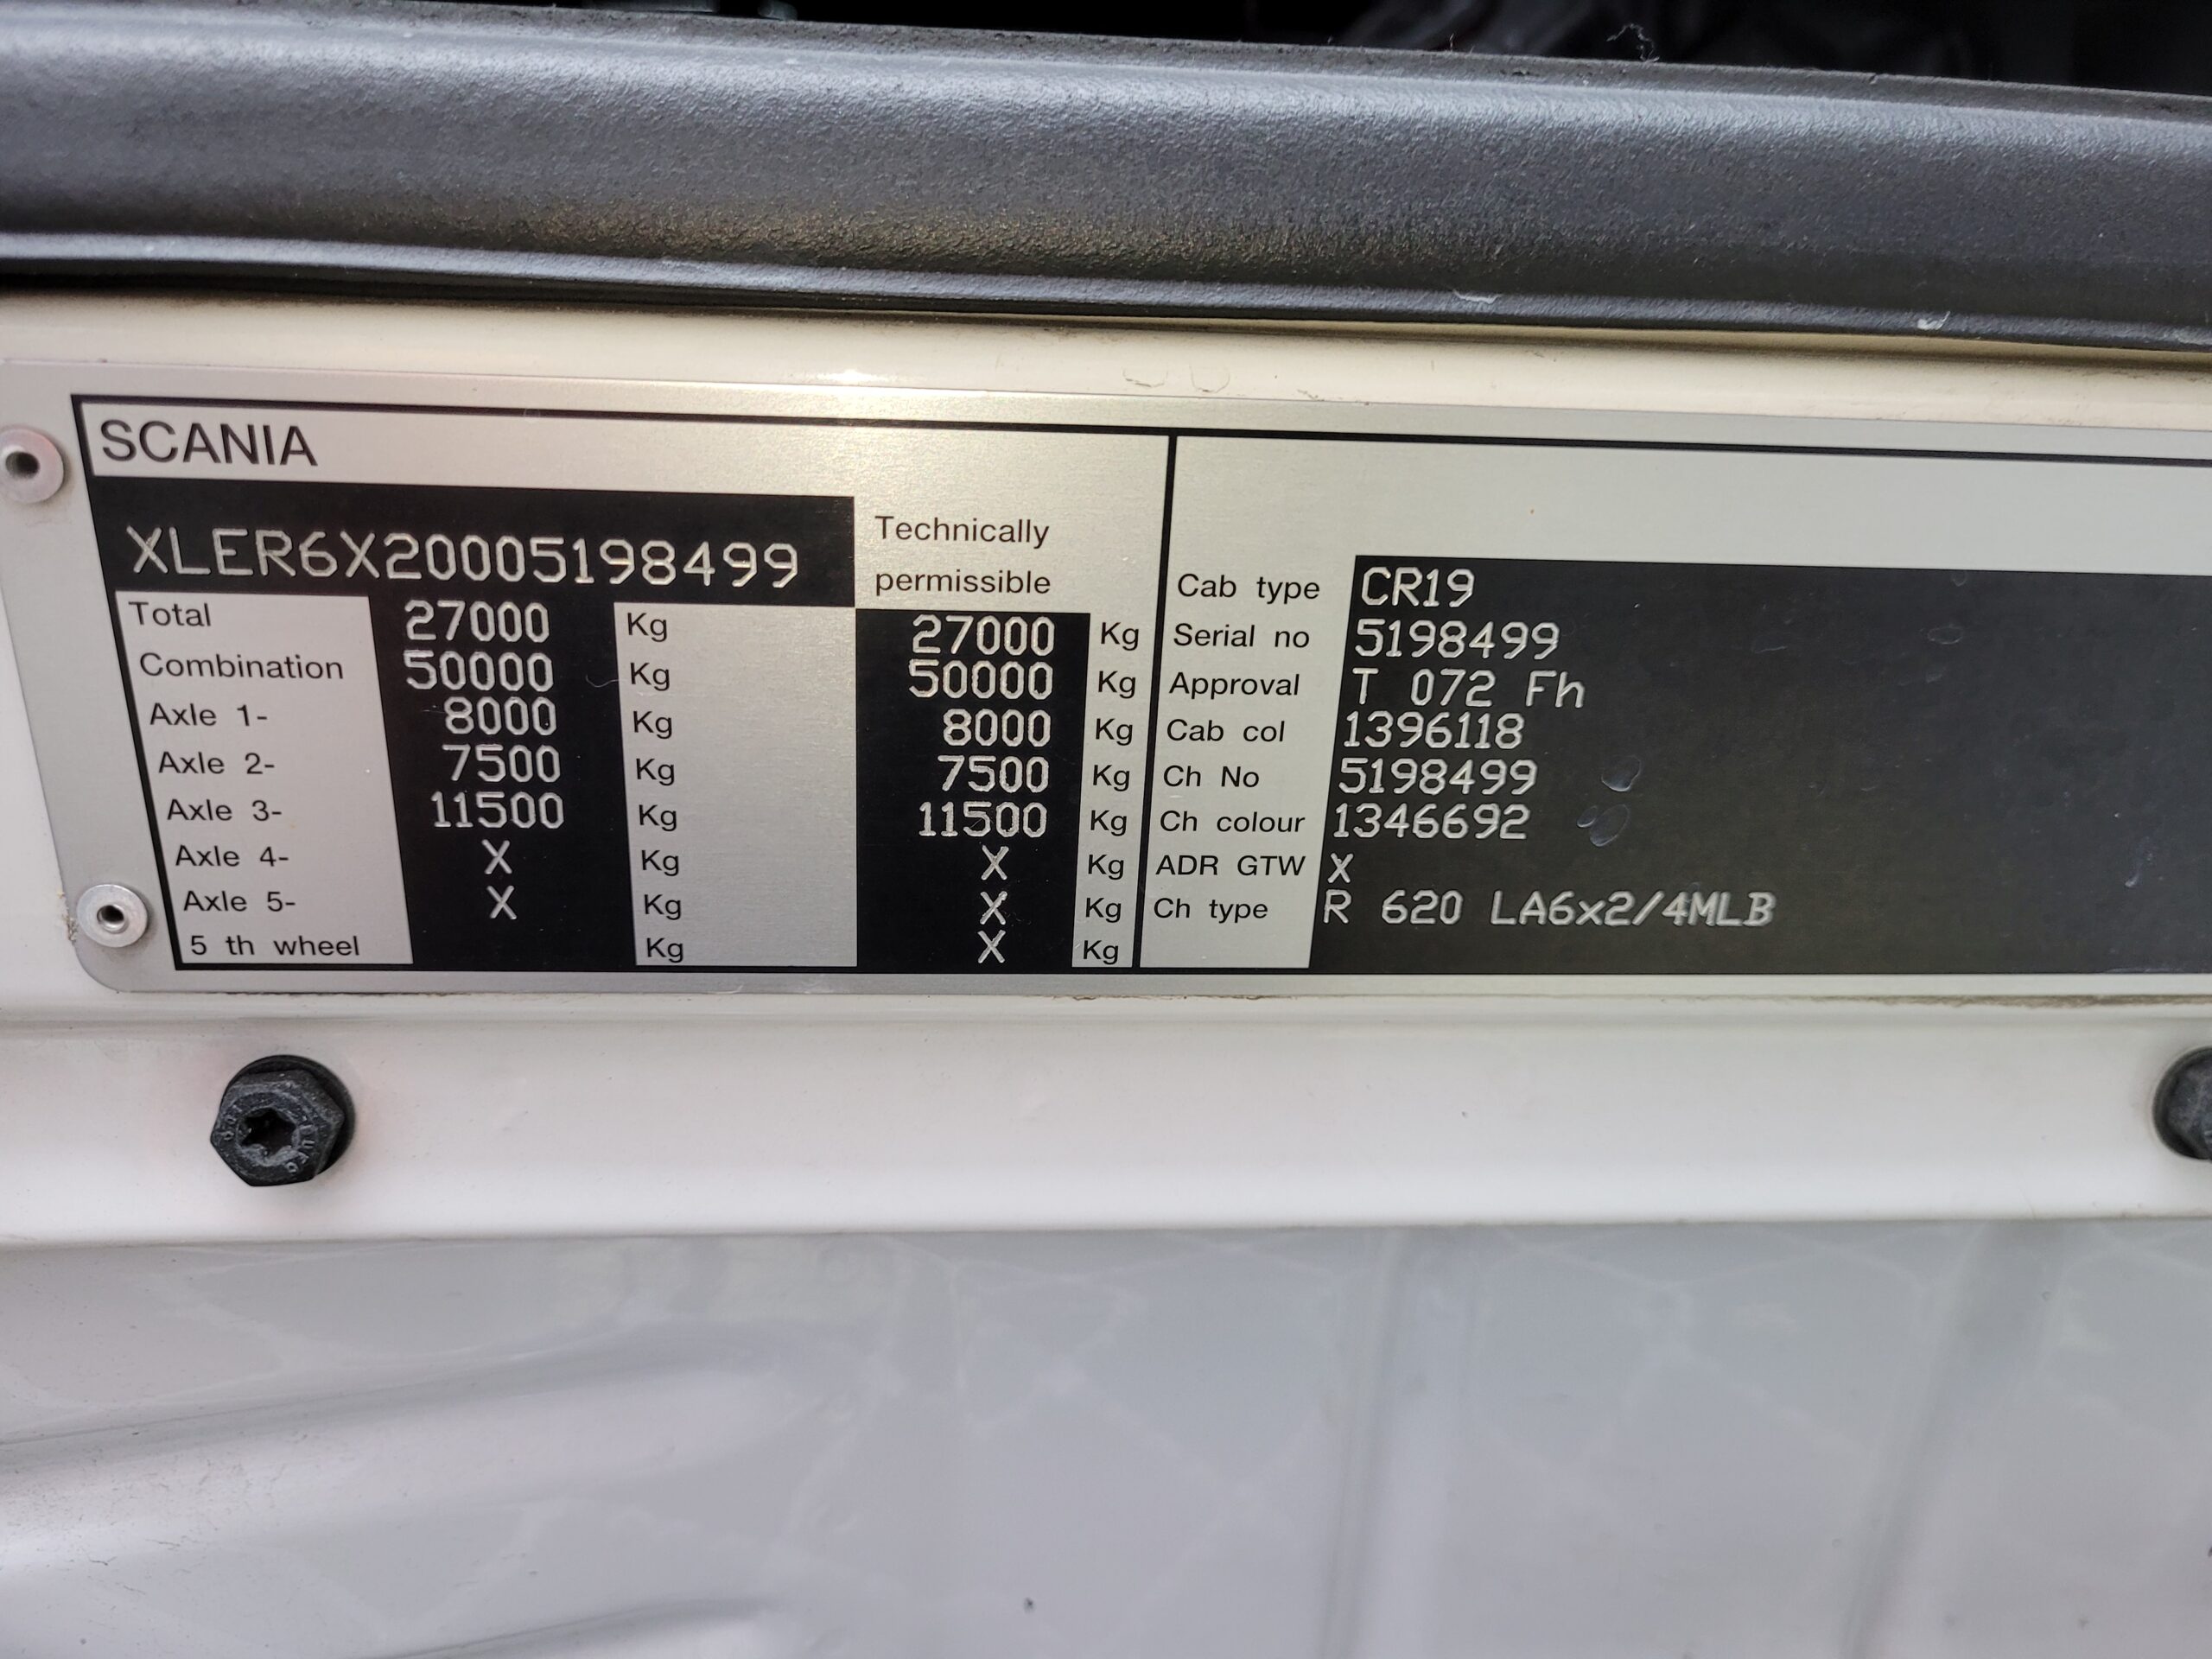 SCANIA
XLER6X20005198499
Technically
permissible
Total 27000 Kg 27000 Kg
Combination 50000 Kg 50000 Kg
Axle 1- 8000 Kg 8000 Kg
Axle 2- 7500 Kg 7500 Kg
Axle 3- 11500 Kg 11500 Kg
Axle 4- X Kg X Kg
Axle 5- X Kg X Kg
5 th wheel Kg X Kg
Cab type CR19
Serial no 5198499
Approval T 072 Fh
Cab col 1396118
Ch No 5198499
Ch colour 1346692
ADR GTW X
Ch type R 620 LA6x2/4MLB